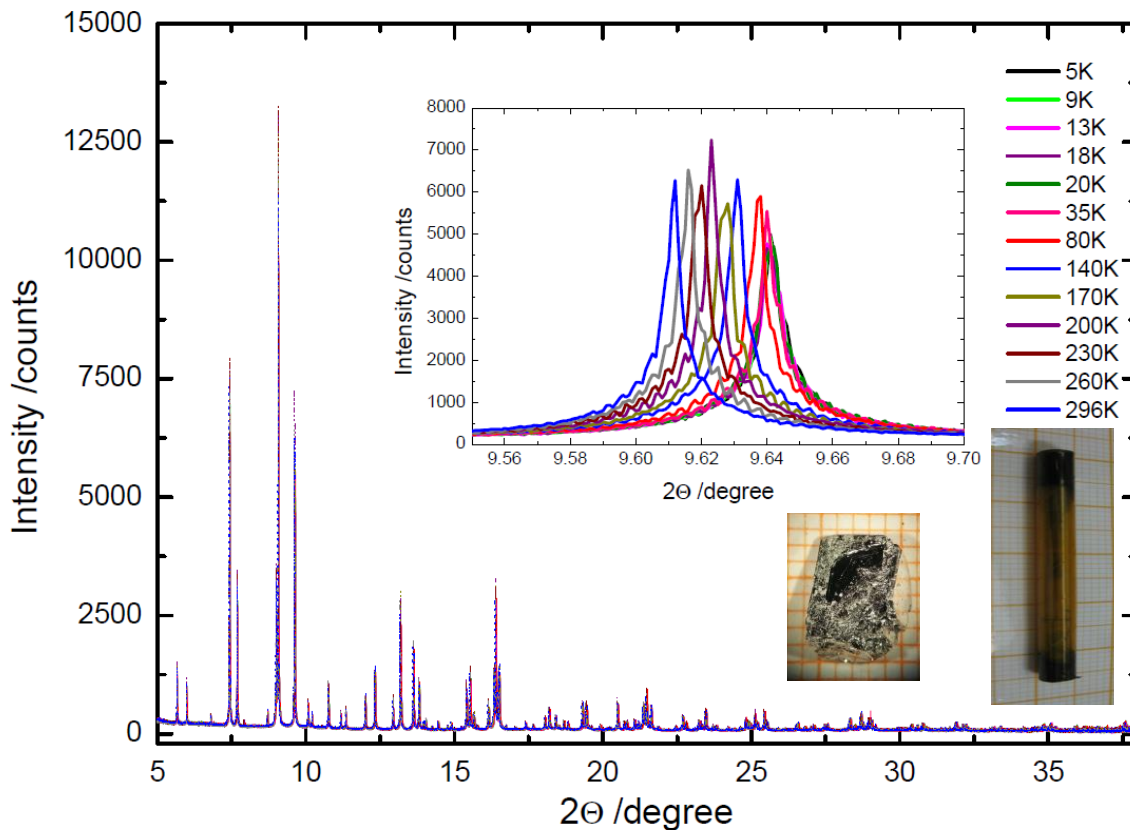 15000
12500
10000
7500
5000
2500
0
Intensity /counts
5
10
15
20
25
30
35
2Θ /degree
8000
7000
6000
5000
4000
3000
2000
1000
0
Intensity /counts
9.56
9.58
9.60
9.62
9.64
9.66
9.68
9.70
2Θ /degree
5K
9K
13K
18K
20K
35K
80K
140K
170K
200K
230K
260K
296K